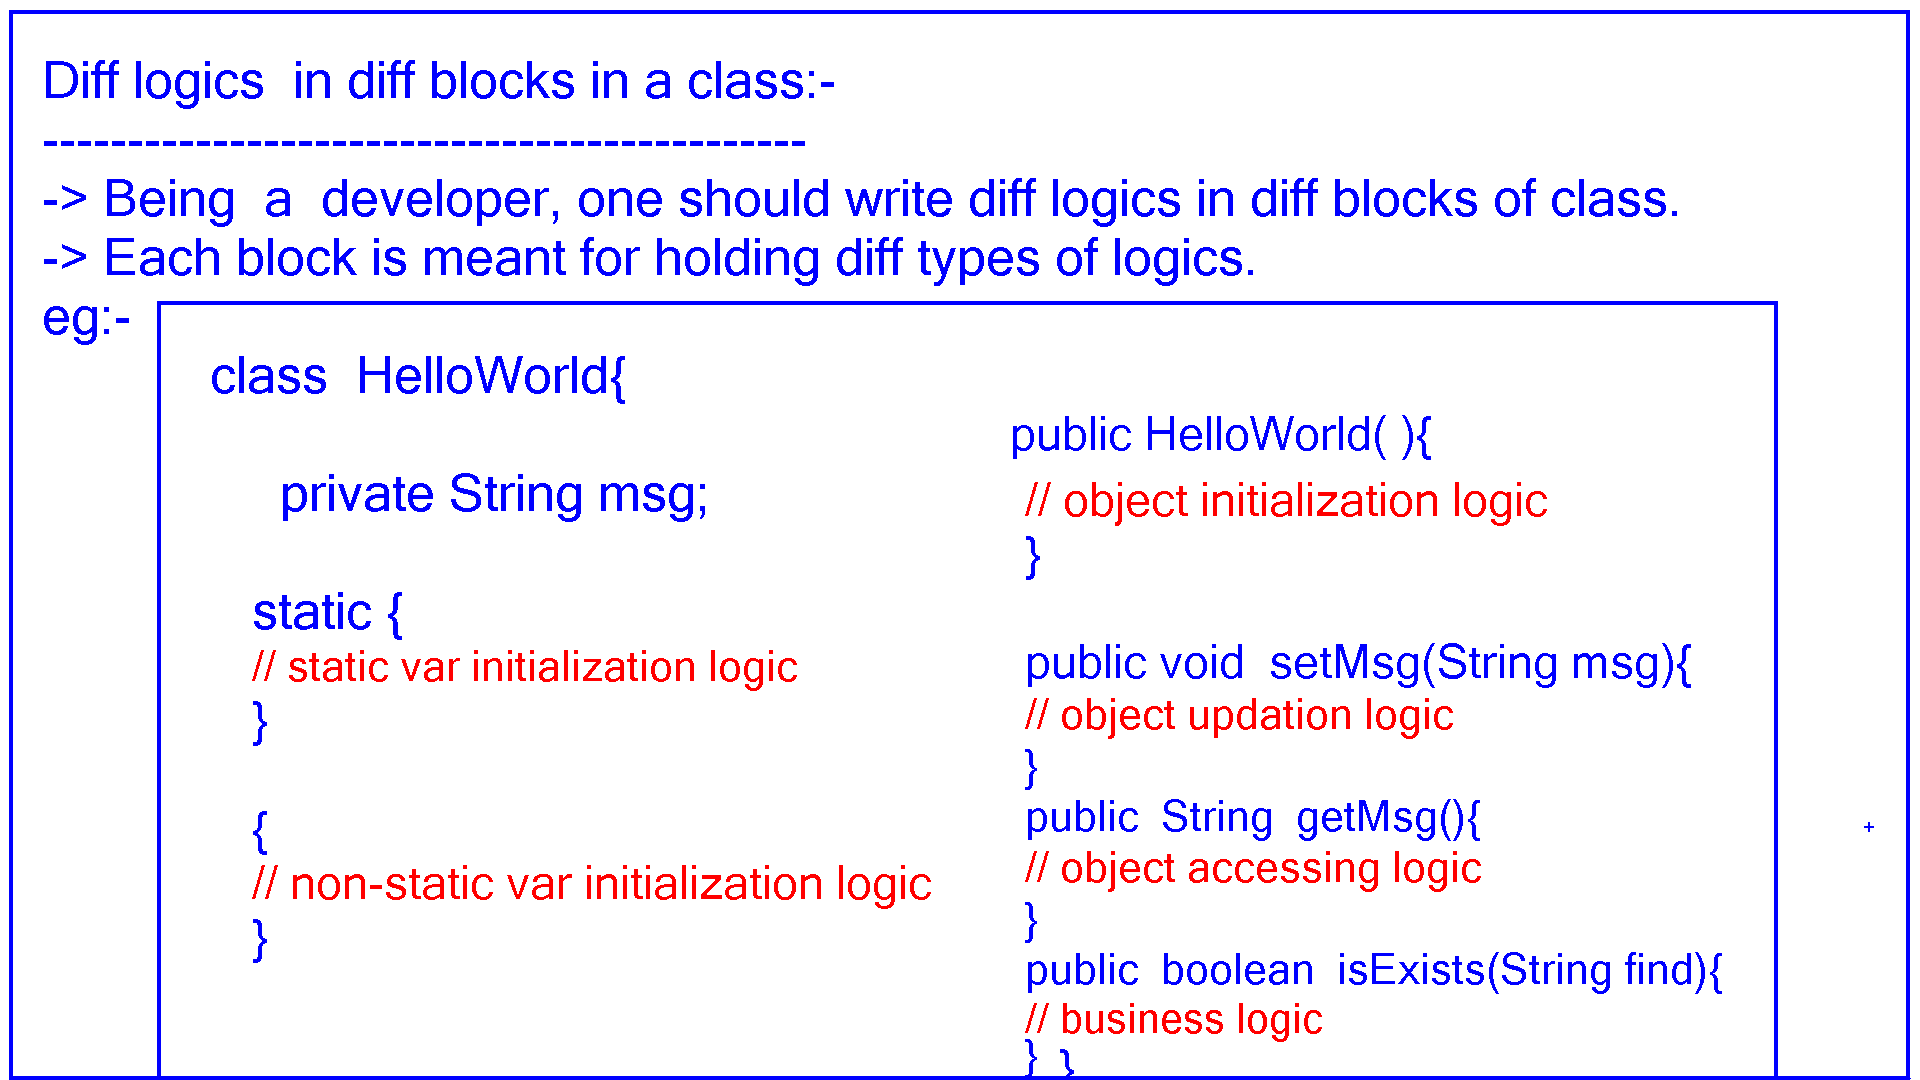 Diff logics in diff blocks in a class:-
---------------------------------------------
-> Being a developer, one should write diff logics in diff blocks of class.
-> Each block is meant for holding diff types of logics.
eg:-
class HelloWorld{
private String msg;
static {
// static var initialization logic
}
{
// non-static var initialization logic
}
public HelloWorld( ){
// object initialization logic
}
public void setMsg(String msg){
// object updation logic
}
public String getMsg(){
// object accessing logic
}
public boolean isExists(String find){
// business logic
} }